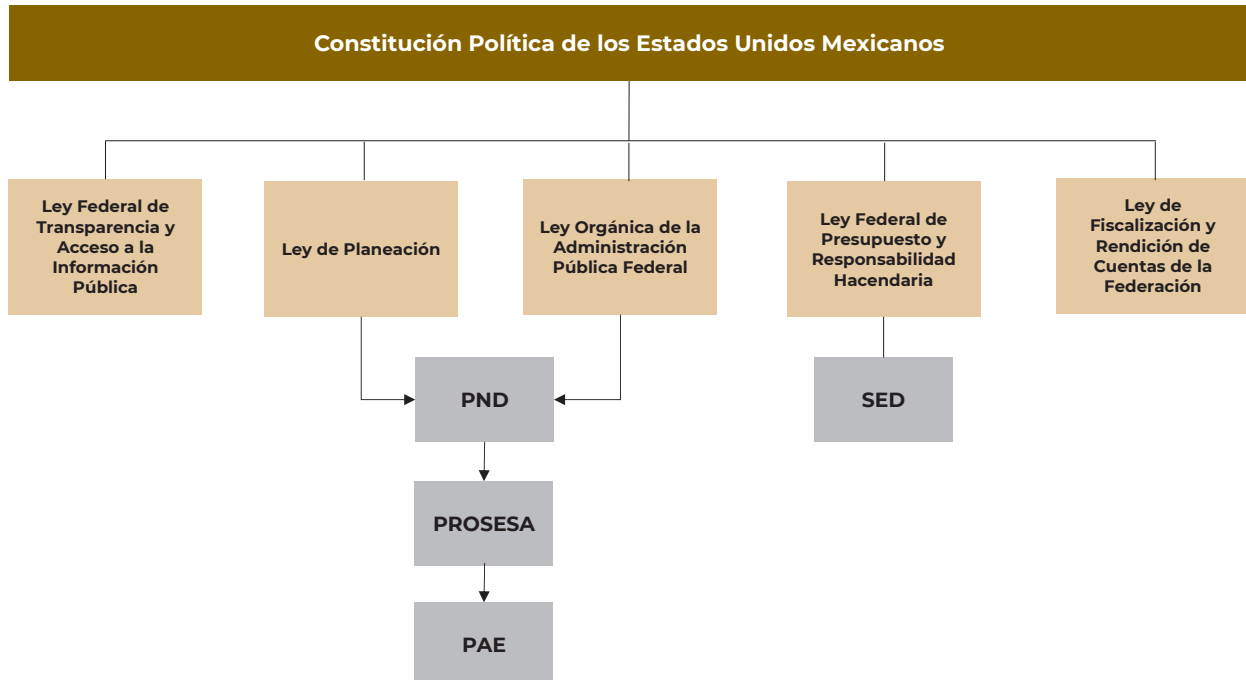 Constitución Política de los Estados Unidos Mexicanos
Ley Federal de
Transparencia y
Acceso a la
Información
Pública
Ley de Planeación
Ley Orgánica de la
Administración
Pública Federal
Ley Federal de
Presupuesto y
Responsabilidad
Hacendaria
Ley de
Fiscalización y
Rendición de
Cuentas de la
Federación
PND
SED
PROSESA
PAE